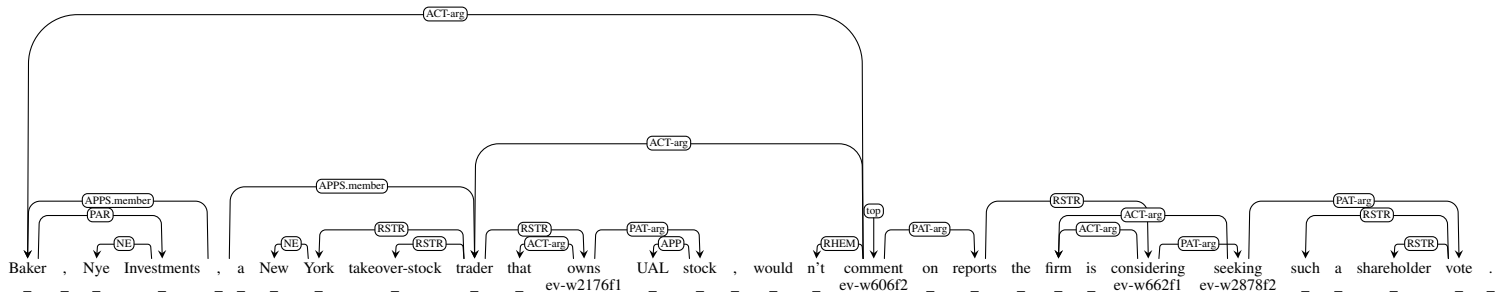 ACT-arg
ACT-arg
APPS.member
APPS.member PAR RSTR top ACT-arg PAT-arg RSTR
NE NE RSTR RSTR RSTR ACT-arg PAT-arg APP RHEM PAT-arg ACT-arg PAT-arg RSTR
Baker , Nye Investments , a New York takeover-stock trader that owns UAL stock , would n't comment on reports the firm is considering seeking such a shareholder vote .
_ _ _ _ _ _ _ _ _ _ _ ev-w2176f1 _ _ _ _ _ ev-w606f2 _ _ _ _ _ ev-w662f1 ev-w2878f2 _ _ _ _ _